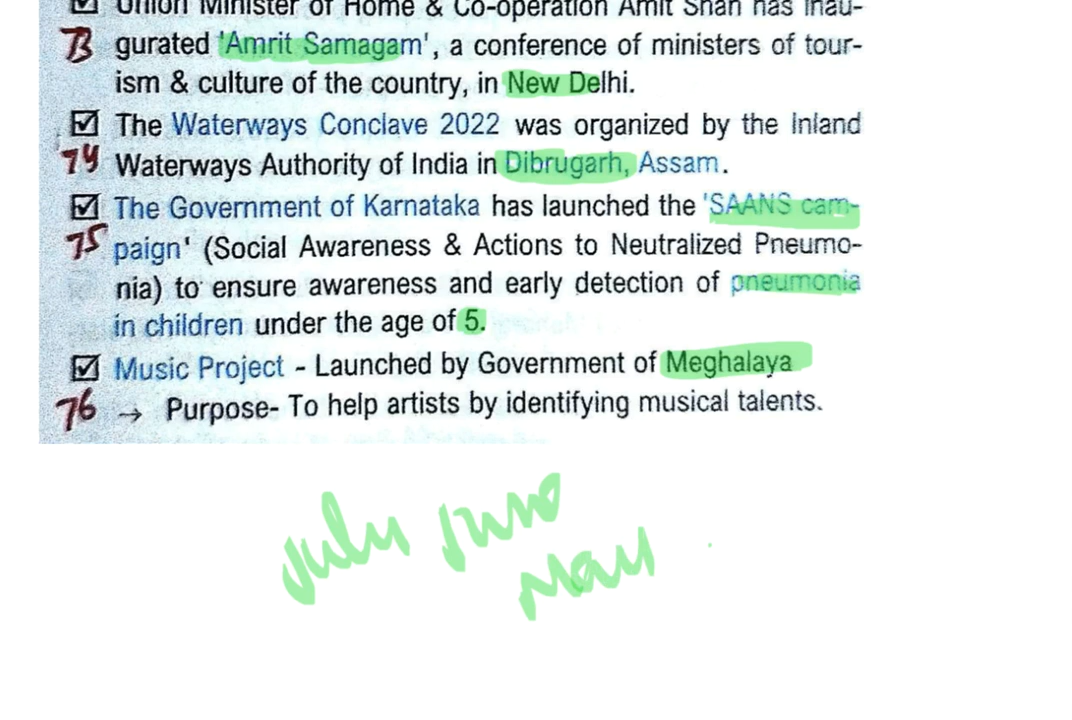 ☑ Union Minister of Home & Co-operation Amit Shah has inau-
73 gurated 'Amrit Samagam', a conference of ministers of tour-
ism & culture of the country, in New Delhi.
☑ The Waterways Conclave 2022 was organized by the Inland
74 Waterways Authority of India in Dibrugarh, Assam.
☑ The Government of Karnataka has launched the 'SAANS cam-
75 paign' (Social Awareness & Actions to Neutralized Pneumo-
nia) to ensure awareness and early detection of pneumonia
in children under the age of 5.
☑ Music Project - Launched by Government of Meghalaya
76 → Purpose- To help artists by identifying musical talents.
July June
May